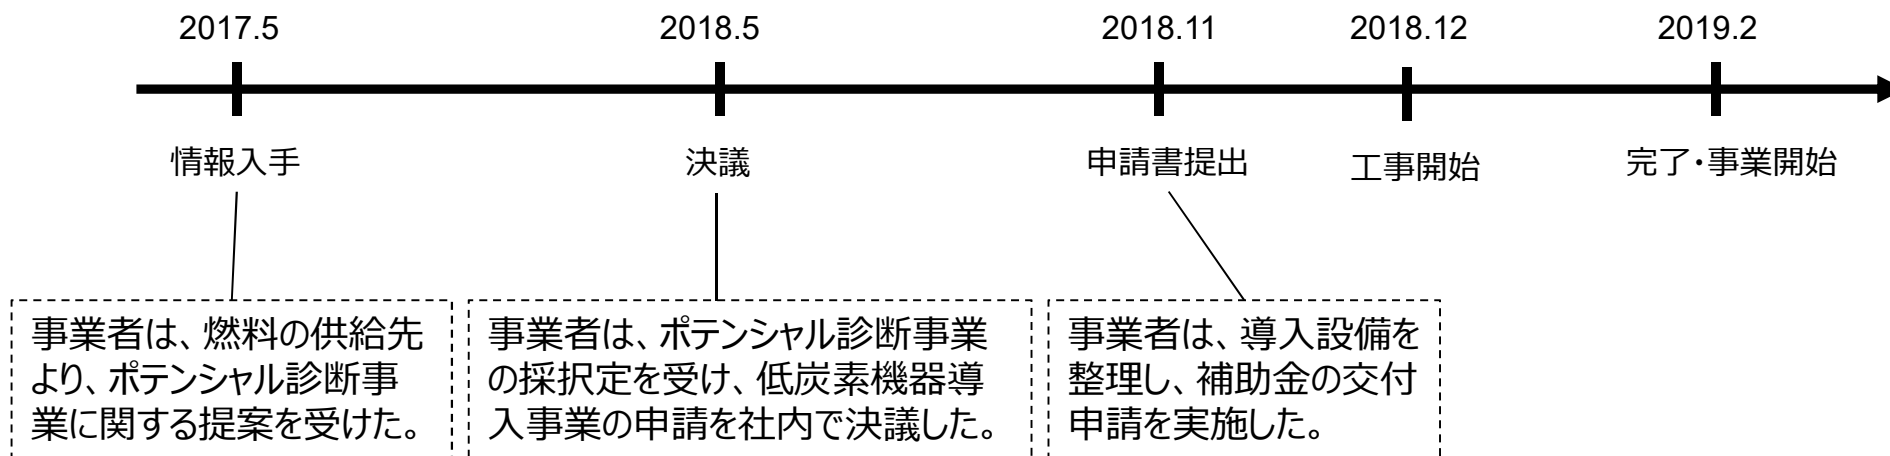 2017.5
2018.5
2018.11
2018.12
2019.2
情報入手
決議
申請書提出
工事開始
完了・事業開始
事業者は、燃料の供給先
より、ポテンシャル診断事
業に関する提案を受けた。
事業者は、ポテンシャル診断事業
の採択定を受け、低炭素機器導
入事業の申請を社内で決議した。
事業者は、導入設備を
整理し、補助金の交付
申請を実施した。